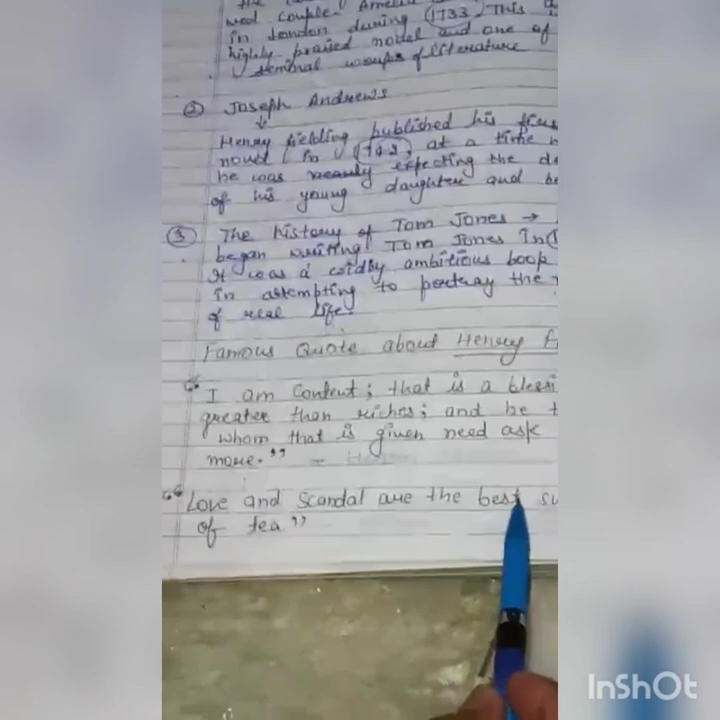 wed couple. Amelia
in London during 1733. This
highly praised novel and one of
seminal works of literature
② Joseph Andrews
Henry fielding published his
novel in 1742, at a time
he was nearly expecting the
of his young daughter and
③ The history of Tom Jones →
began writing Tom Jones In
It was a wildly ambitious book
in attempting to portray the
of real life.
Famous Quote about Henry
"I am content; that is a
greater than riches; and he
whom that is given need ask
more."
"Love and Scandal are the best
of tea"
InShOt